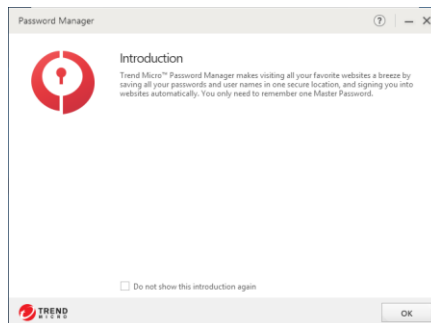 Password Manager
?
Introduction
Trend Micro™ Password Manager makes visiting all your favorite websites a breeze by
saving all your passwords and user names in one secure location, and signing you into
websites automatically. You only need to remember one Master Password.
Do not show this introduction again
TREND
MICRO
OK